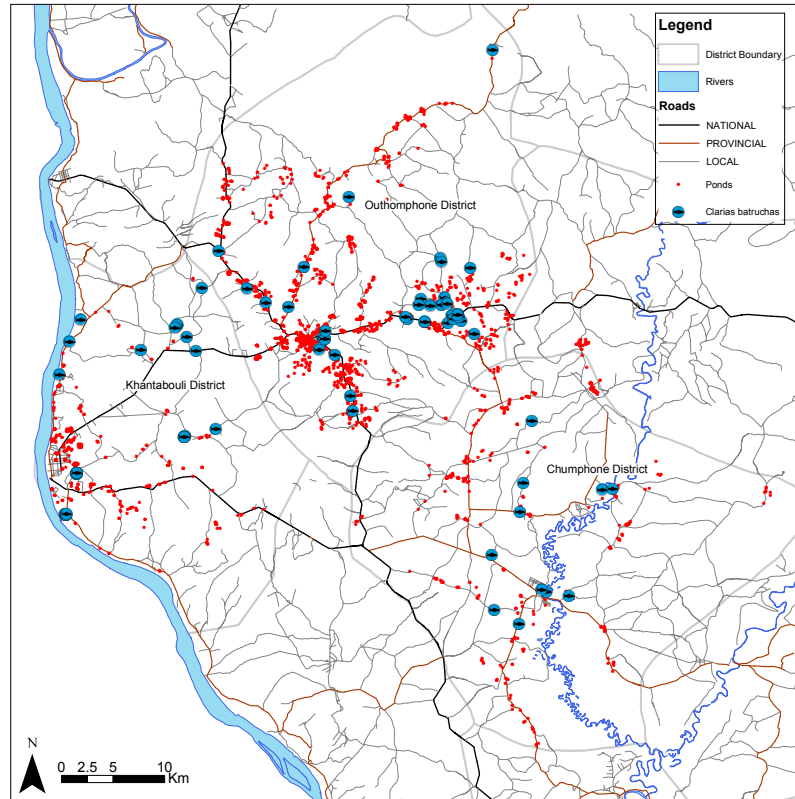 Legend
District Boundary
Rivers
Roads
NATIONAL
PROVINCIAL
LOCAL
Ponds
Clarias batruchas
Outhomphone District
Khantabouli District
Chumphone District
N
0 2.5 5 10
Km